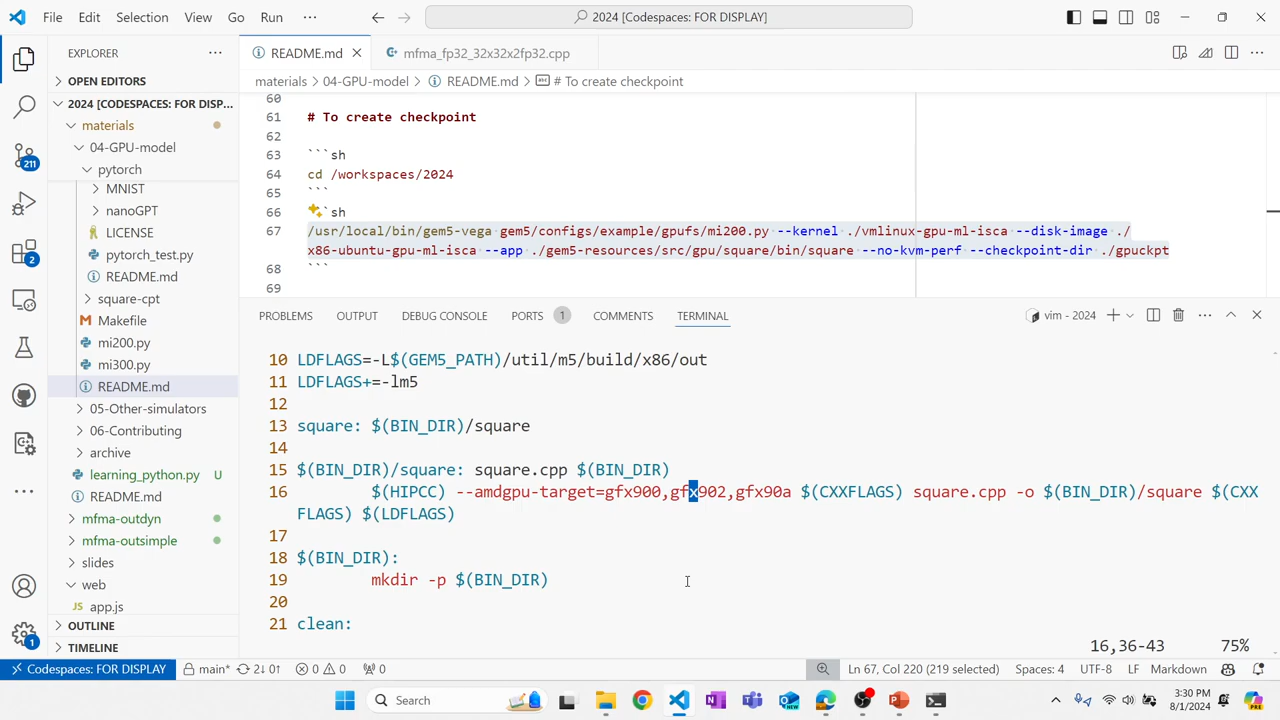 File Edit Selection View Go Run ··· 2024 [Codespaces: FOR DISPLAY]
EXPLORER ···
OPEN EDITORS
2024 [CODESPACES: FOR DISP...
materials
04-GPU-model
pytorch
MNIST
nanoGPT
LICENSE
pytorch_test.py
README.md
square-cpt
Makefile
mi200.py
mi300.py
README.md
05-Other-simulators
06-Contributing
archive
learning_python.py U
README.md
mfma-outdyn
mfma-outsimple
slides
web
app.js
OUTLINE
TIMELINE
211
2
1
README.md mfma_fp32_32x32x2fp32.cpp
materials > 04-GPU-model > README.md > # To create checkpoint
60
61 # To create checkpoint
62
63 ```sh
64 cd /workspaces/2024
65 ```
66 ``sh
67 /usr/local/bin/gem5-vega gem5/configs/example/gpufs/mi200.py --kernel ./vmlinux-gpu-ml-isca --disk-image ./
x86-ubuntu-gpu-ml-isca --app ./gem5-resources/src/gpu/square/bin/square --no-kvm-perf --checkpoint-dir ./gpuckpt
68 ```
69
PROBLEMS OUTPUT DEBUG CONSOLE PORTS 1 COMMENTS TERMINAL vim - 2024
10 LDFLAGS=-L$(GEM5_PATH)/util/m5/build/x86/out
11 LDFLAGS+=-lm5
12
13 square: $(BIN_DIR)/square
14
15 $(BIN_DIR)/square: square.cpp $(BIN_DIR)
16 $(HIPCC) --amdgpu-target=gfx900,gfx902,gfx90a $(CXXFLAGS) square.cpp -o $(BIN_DIR)/square $(CXX
FLAGS) $(LDFLAGS)
17
18 $(BIN_DIR):
19 mkdir -p $(BIN_DIR)
20
21 clean:
16,36-43 75%
Codespaces: FOR DISPLAY main* 2↓ 0↑ 0 0 0 Ln 67, Col 220 (219 selected) Spaces: 4 UTF-8 LF Markdown
Search
3:30 PM
8/1/2024